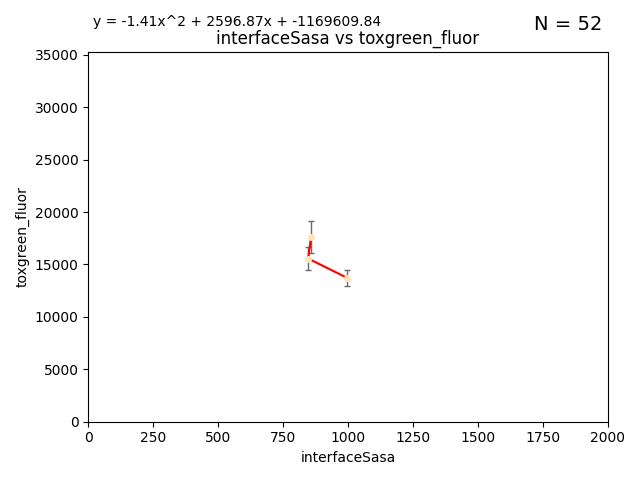 y = -1.41x^2 + 2596.87x + -1169609.84
N = 52
interfaceSasa vs toxgreen_fluor
35000
30000
25000
20000
15000
10000
5000
0
toxgreen_fluor
0 250 500 750 1000 1250 1500 1750 2000
interfaceSasa